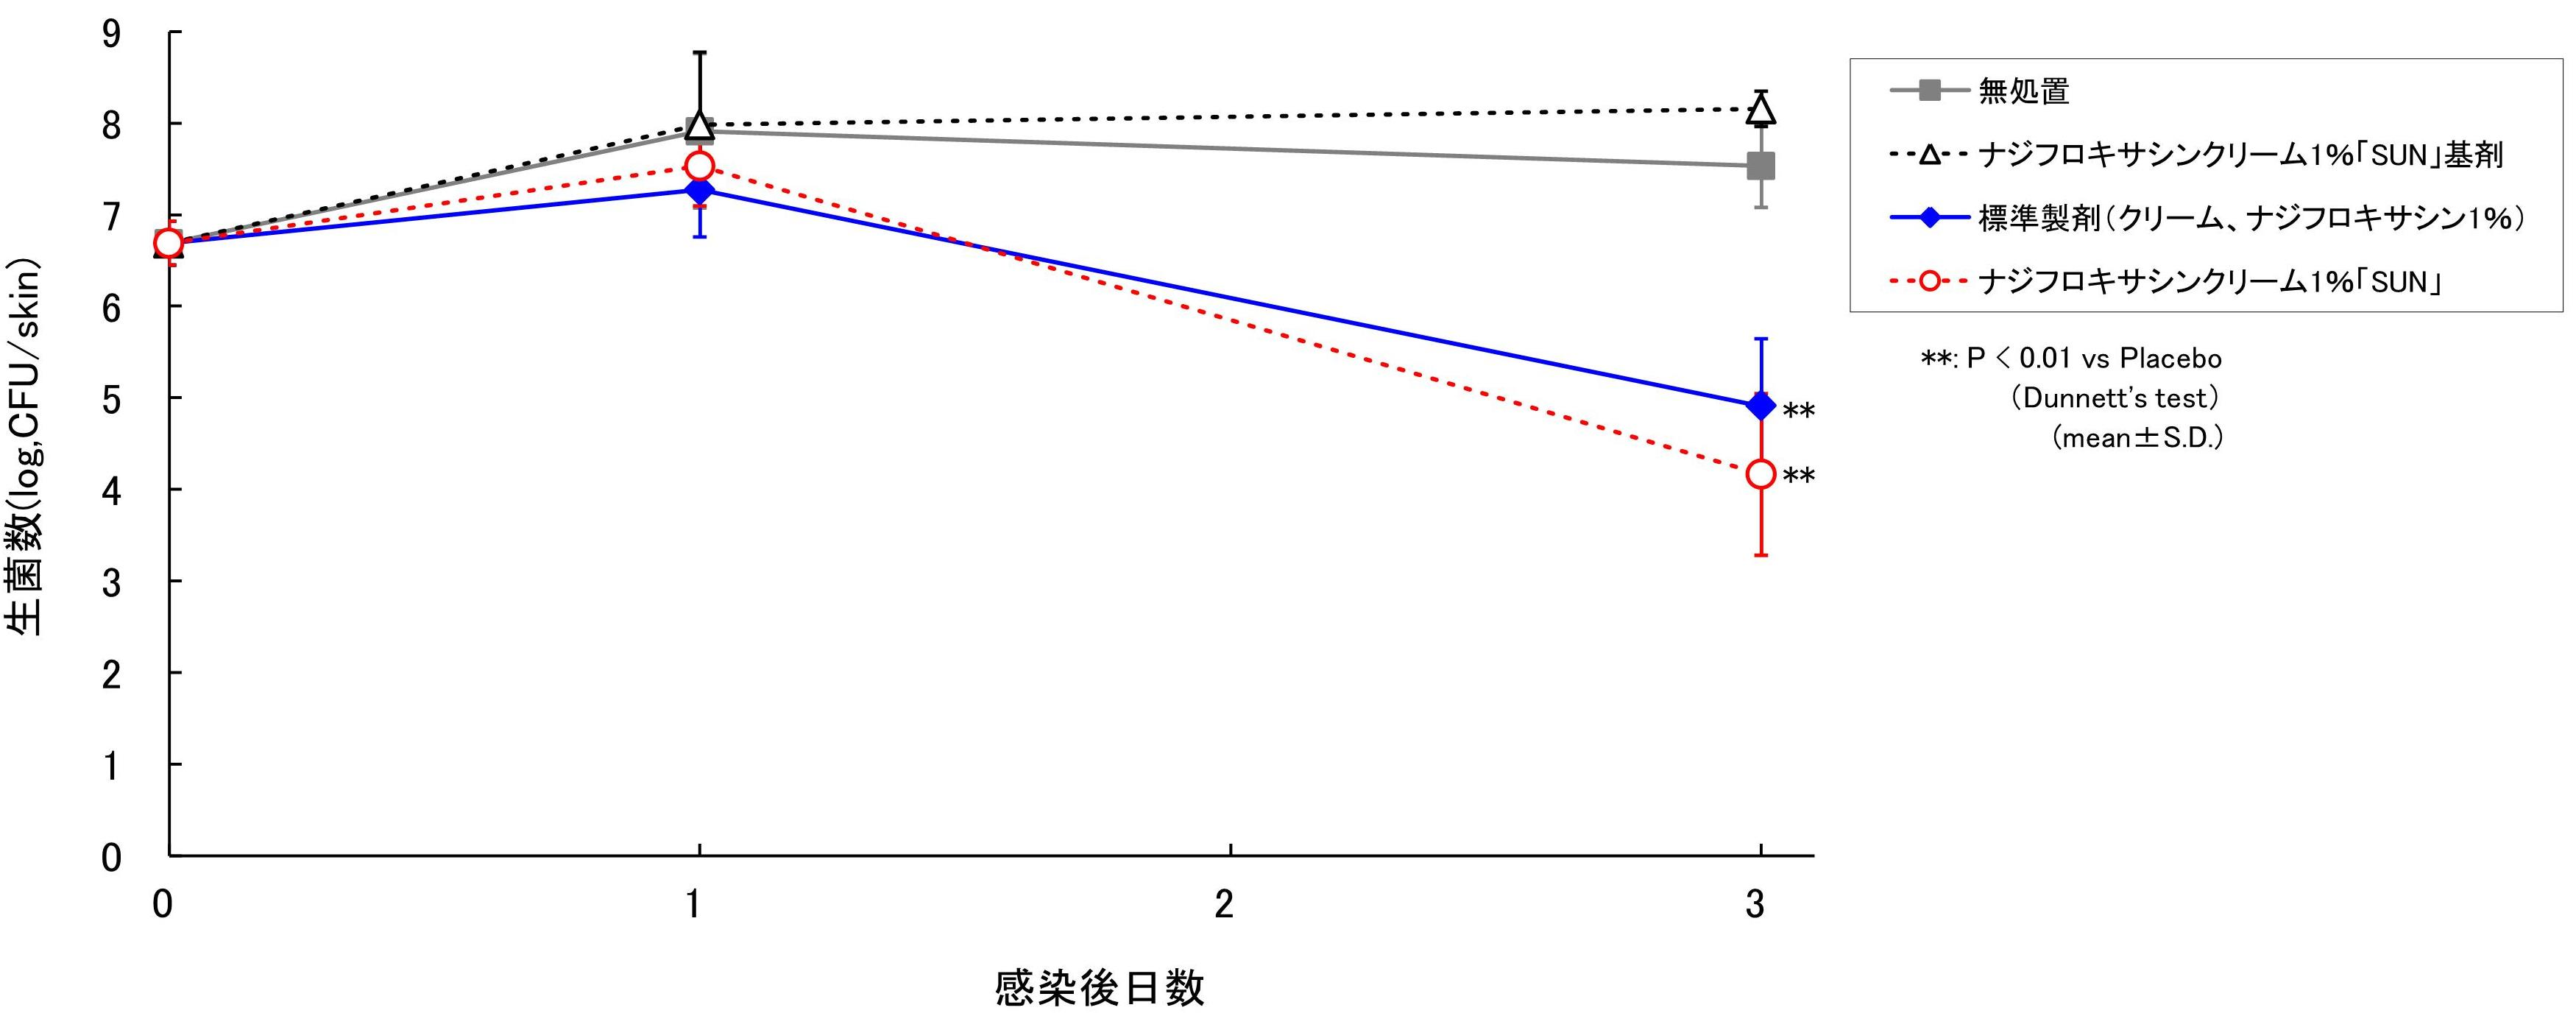 9
8
7
6
5
4
3
2
1
0
生菌数(log,CFU/skin)
0 1 2 3
感染後日数
無処置
ナジフロキサシンクリーム1%「SUN」基剤
標準製剤(クリーム、ナジフロキサシン1%)
ナジフロキサシンクリーム1%「SUN」
**: P < 0.01 vs Placebo
(Dunnett's test)
(mean±S.D.)
**
**